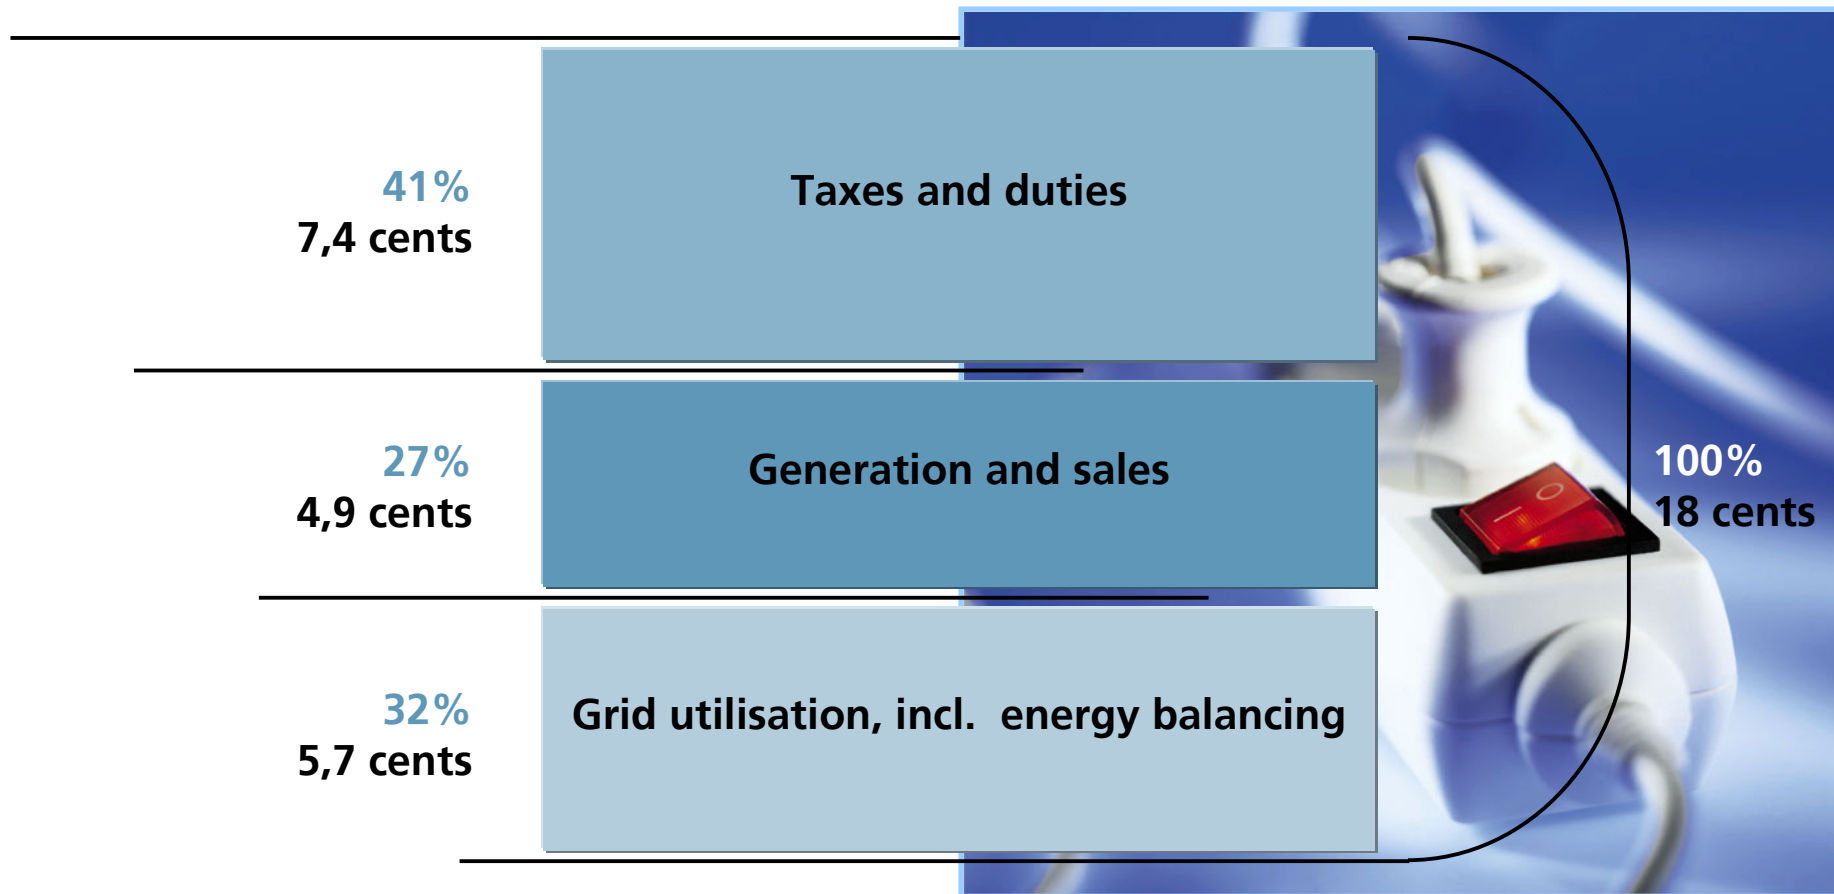 41%
7,4 cents
Taxes and duties
27%
4,9 cents
Generation and sales
100%
18 cents
32%
5,7 cents
Grid utilisation, incl. energy balancing